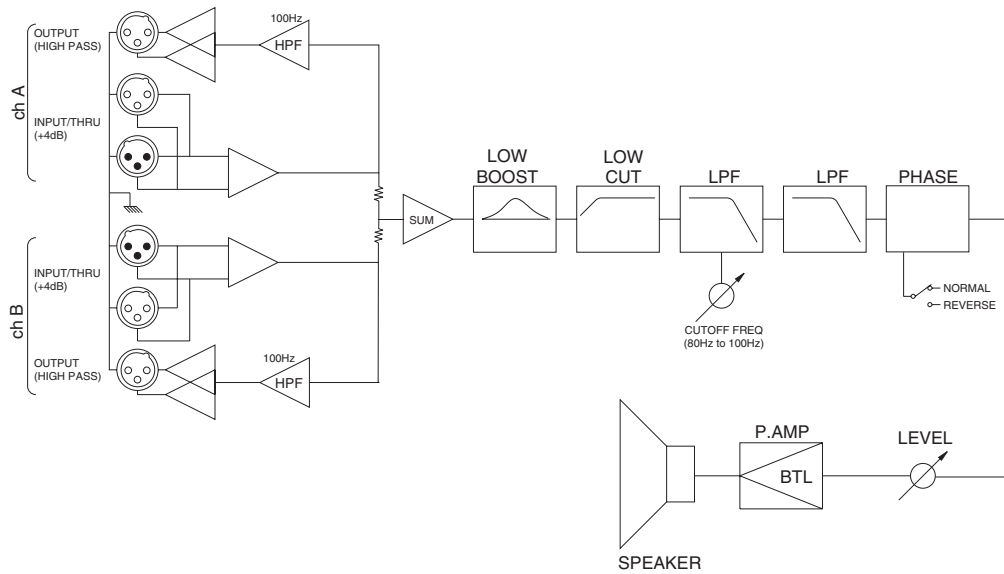 ch A
OUTPUT
(HIGH PASS)
100Hz
HPF
INPUT/THRU
(+4dB)
SUM
LOW
BOOST
LOW
CUT
LPF
LPF
PHASE
CUTOFF FREQ
(80Hz to 100Hz)
NORMAL
REVERSE
ch B
INPUT/THRU
(+4dB)
OUTPUT
(HIGH PASS)
100Hz
HPF
P.AMP
BTL
LEVEL
SPEAKER